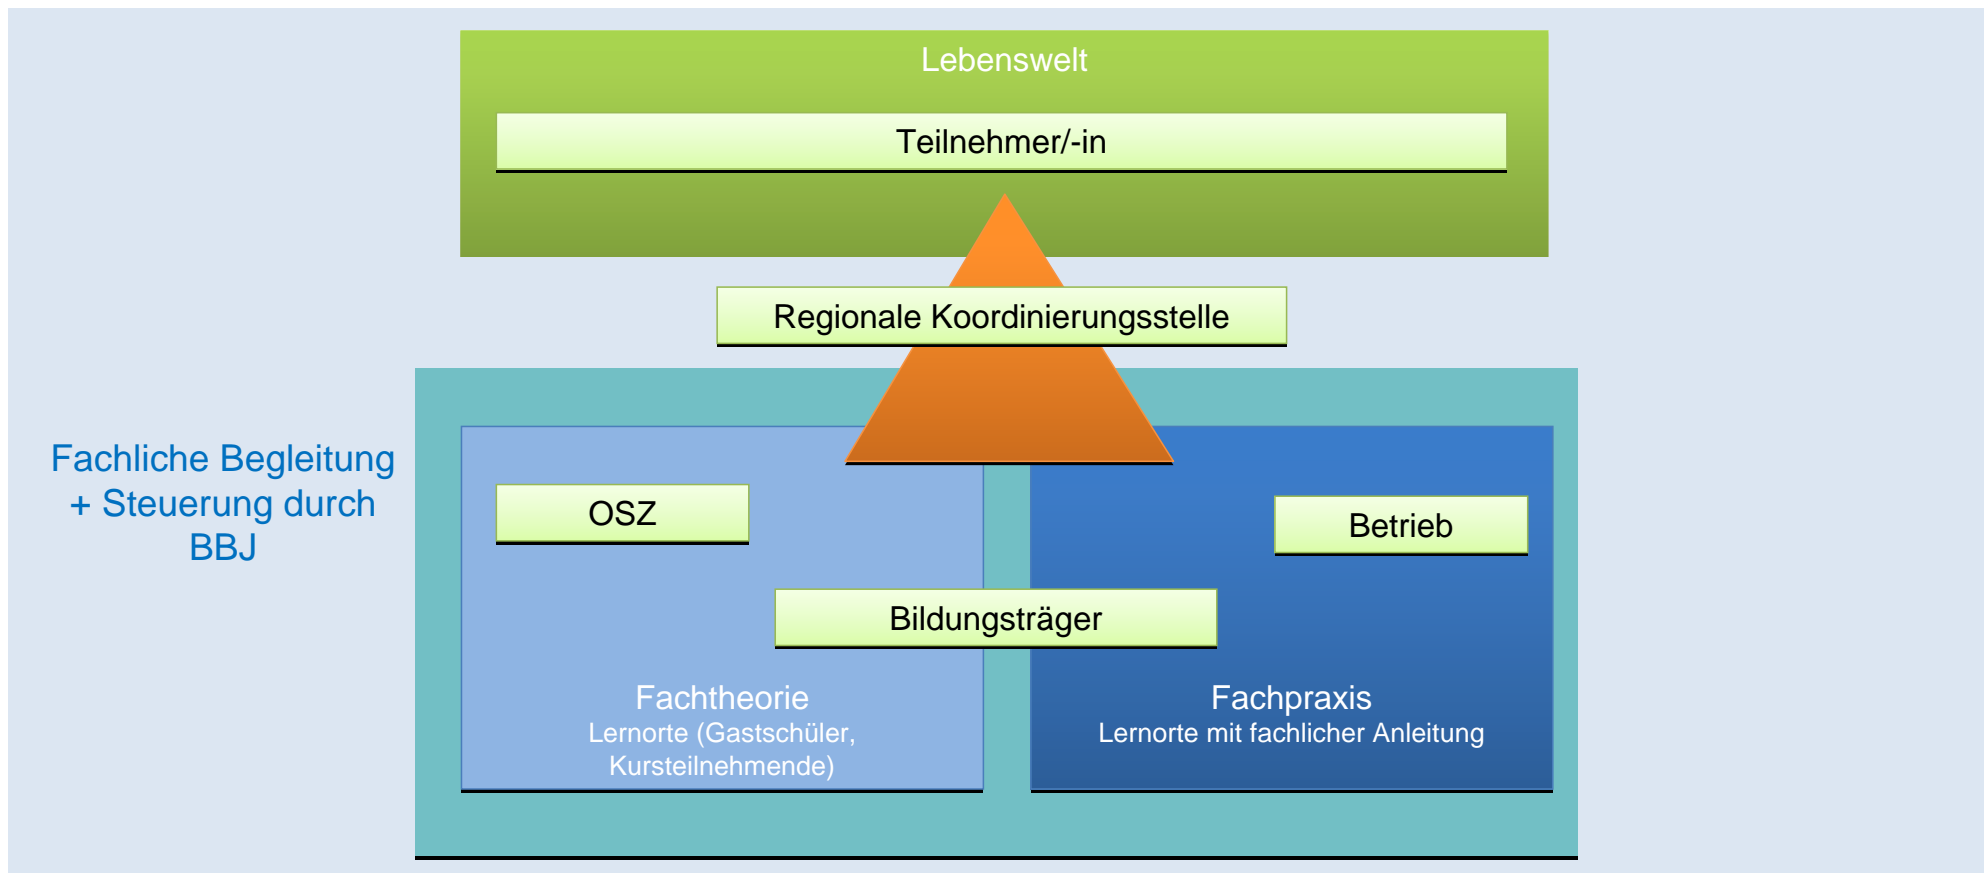 Lebenswelt
Teilnehmer/-in
Regionale Koordinierungsstelle
Fachliche Begleitung
+ Steuerung durch
BBJ
OSZ
Betrieb
Bildungsträger
Fachtheorie
Lernorte (Gastschüler,
Kursteilnehmende)
Fachpraxis
Lernorte mit fachlicher Anleitung